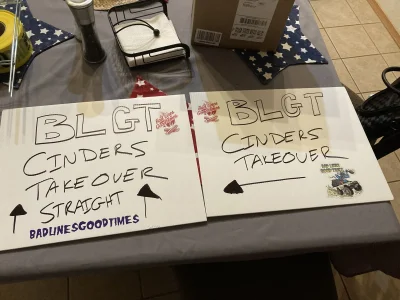 BLGT
CINDERS
TAKEOVER
STRAIGHT
BADLINESGOODTIMES
BLGT
CINDERS
TAKEOVER